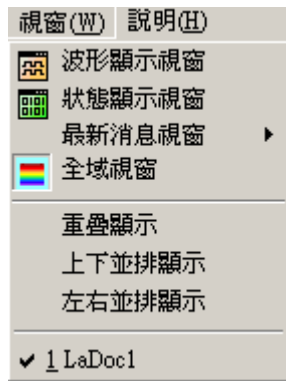 視窗(W) 說明(H)
波形顯示視窗
狀態顯示視窗
最新消息視窗
全域視窗
重疊顯示
上下並排顯示
左右並排顯示
✔ 1 LaDoc1